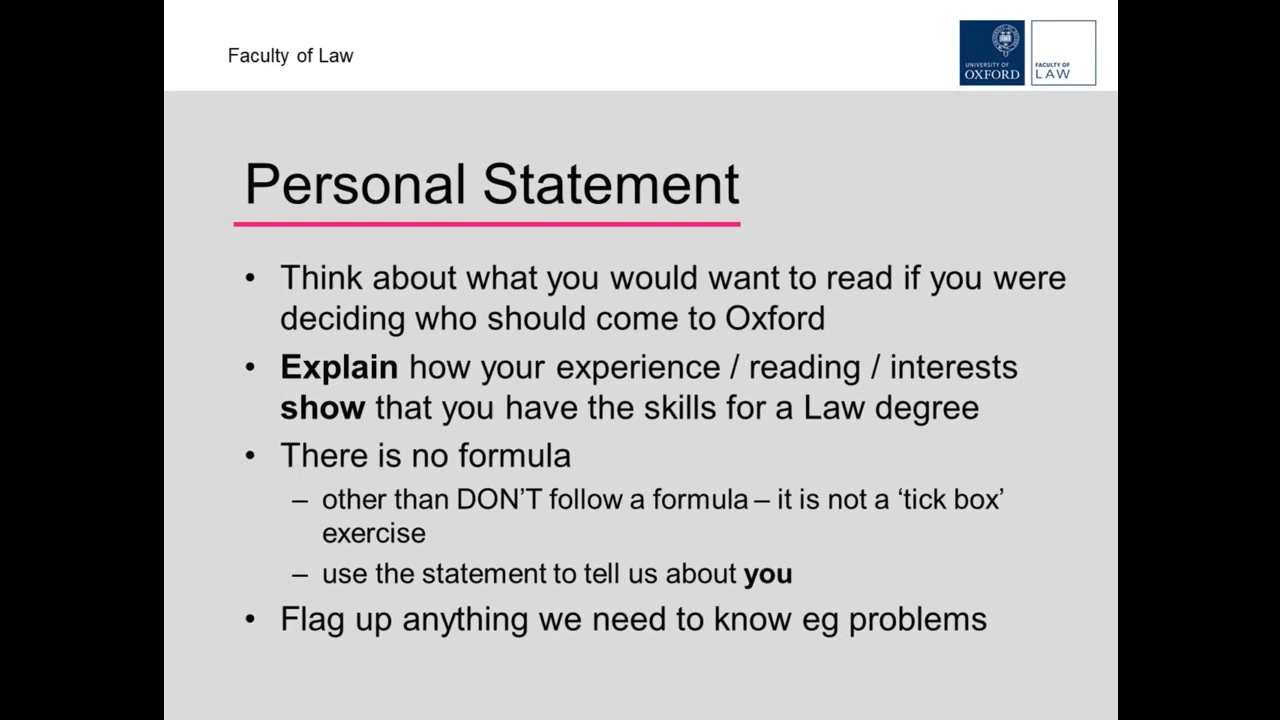 Faculty of Law
UNIVERSITY OF
OXFORD
FACULTY OF
LAW
Personal Statement
• Think about what you would want to read if you were
deciding who should come to Oxford
• Explain how your experience / reading / interests
show that you have the skills for a Law degree
• There is no formula
– other than DON’T follow a formula – it is not a ‘tick box’
exercise
– use the statement to tell us about you
• Flag up anything we need to know eg problems